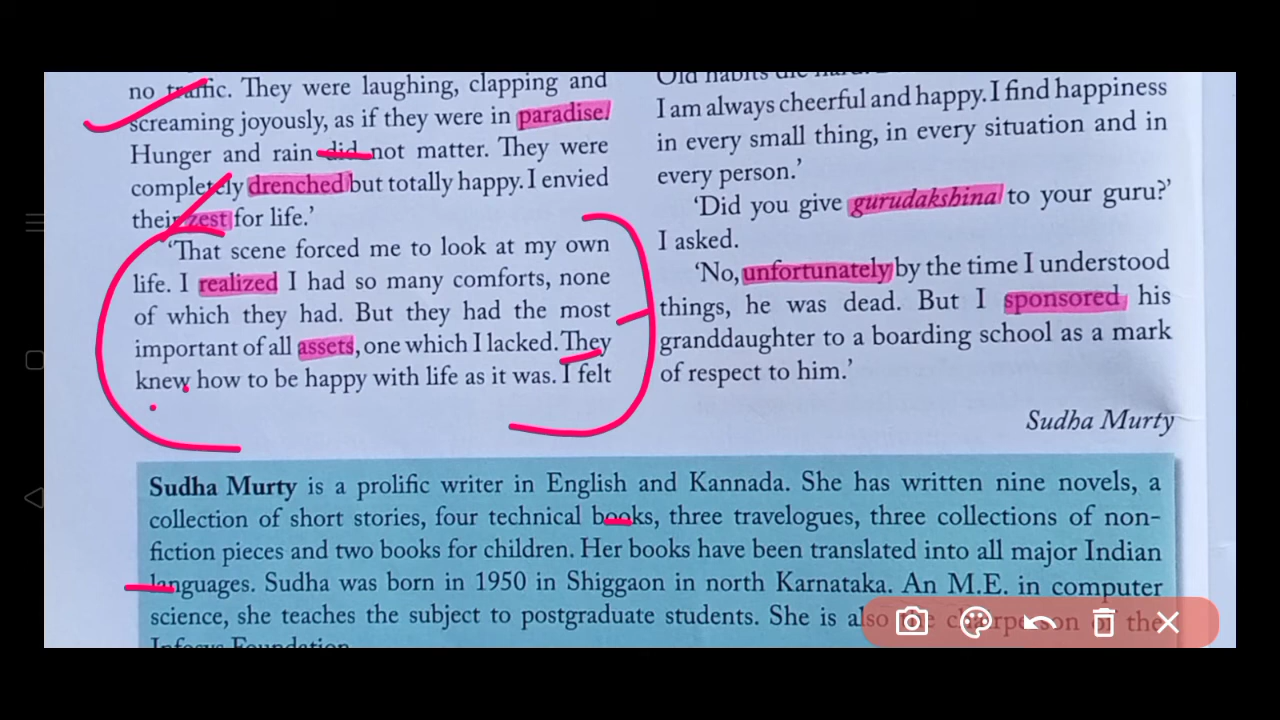 no traffic. They were laughing, clapping and
screaming joyously, as if they were in paradise.
Hunger and rain did not matter. They were
completely drenched but totally happy. I envied
their zest for life.’
‘That scene forced me to look at my own
life. I realized I had so many comforts, none
of which they had. But they had the most
important of all assets, one which I lacked. They
knew how to be happy with life as it was. I felt
Old habits die hard.
I am always cheerful and happy. I find happiness
in every small thing, in every situation and in
every person.’
‘Did you give gurudakshina to your guru?’
I asked.
‘No, unfortunately by the time I understood
things, he was dead. But I sponsored his
granddaughter to a boarding school as a mark
of respect to him.’
Sudha Murty
Sudha Murty is a prolific writer in English and Kannada. She has written nine novels, a
collection of short stories, four technical books, three travelogues, three collections of non-
fiction pieces and two books for children. Her books have been translated into all major Indian
languages. Sudha was born in 1950 in Shiggaon in north Karnataka. An M.E. in computer
science, she teaches the subject to postgraduate students. She is also the chairperson of the
Infosys Foundation.